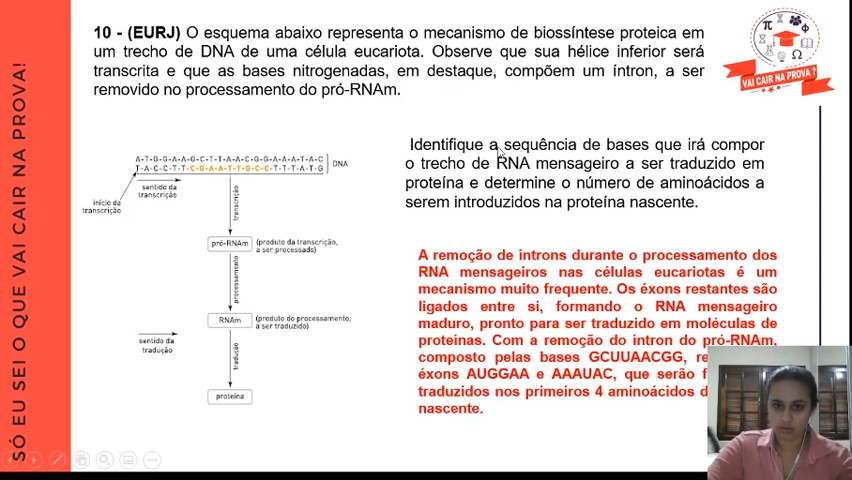 SÓ EU SEI O QUE VAI CAIR NA PROVA!
10 - (EURJ) O esquema abaixo representa o mecanismo de biossíntese proteica em
um trecho de DNA de uma célula eucariota. Observe que sua hélice inferior será
transcrita e que as bases nitrogenadas, em destaque, compõem um íntron, a ser
removido no processamento do pró-RNAm.
VAI CAIR NA PROVA ?
A-T-G-G-A-A-G-C-T-T-A-A-C-G-G-A-A-A-T-A-C
T-A-C-C-T-T-C-G-A-A-T-T-G-C-C-T-T-T-A-T-G
DNA
sentido da
transcrição
início da
transcrição
transcrição
pró-RNAm
(produto da transcrição,
a ser processado)
processamento
RNAm
(produto do processamento,
a ser traduzido)
sentido da
tradução
tradução
proteína
Identifique a sequência de bases que irá compor
o trecho de RNA mensageiro a ser traduzido em
proteína e determine o número de aminoácidos a
serem introduzidos na proteína nascente.
A remoção de íntrons durante o processamento dos
RNA mensageiros nas células eucariotas é um
mecanismo muito frequente. Os éxons restantes são
ligados entre si, formando o RNA mensageiro
maduro, pronto para ser traduzido em moléculas de
proteínas. Com a remoção do intron do pró-RNAm,
composto pelas bases GCUUAACGG, re
éxons AUGGAA e AAAUAC, que serão f
traduzidos nos primeiros 4 aminoácidos d
nascente.